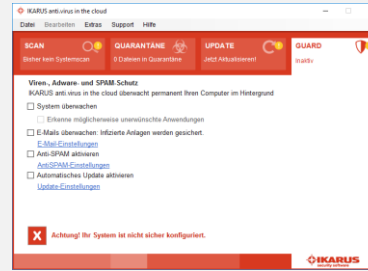 IKARUS anti.virus in the cloud
Datei Bearbeiten Extras Support Hilfe
SCAN
Bisher kein Systemscan
QUARANTÄNE
0 Dateien in Quarantäne
UPDATE
Jetzt Aktualisieren!
GUARD
Inaktiv
Viren-, Adware- und SPAM-Schutz
IKARUS anti.virus in the cloud überwacht permanent Ihren Computer im Hintergrund
System überwachen
Erkenne möglicherweise unerwünschte Anwendungen
E-Mails überwachen: Infizierte Anlagen werden gesichert.
E-Mail-Einstellungen
Anti-SPAM aktivieren
AntiSPAM-Einstellungen
Automatisches Update aktivieren
Update-Einstellungen
X Achtung! Ihr System ist nicht sicher konfiguriert.
IKARUS
security software